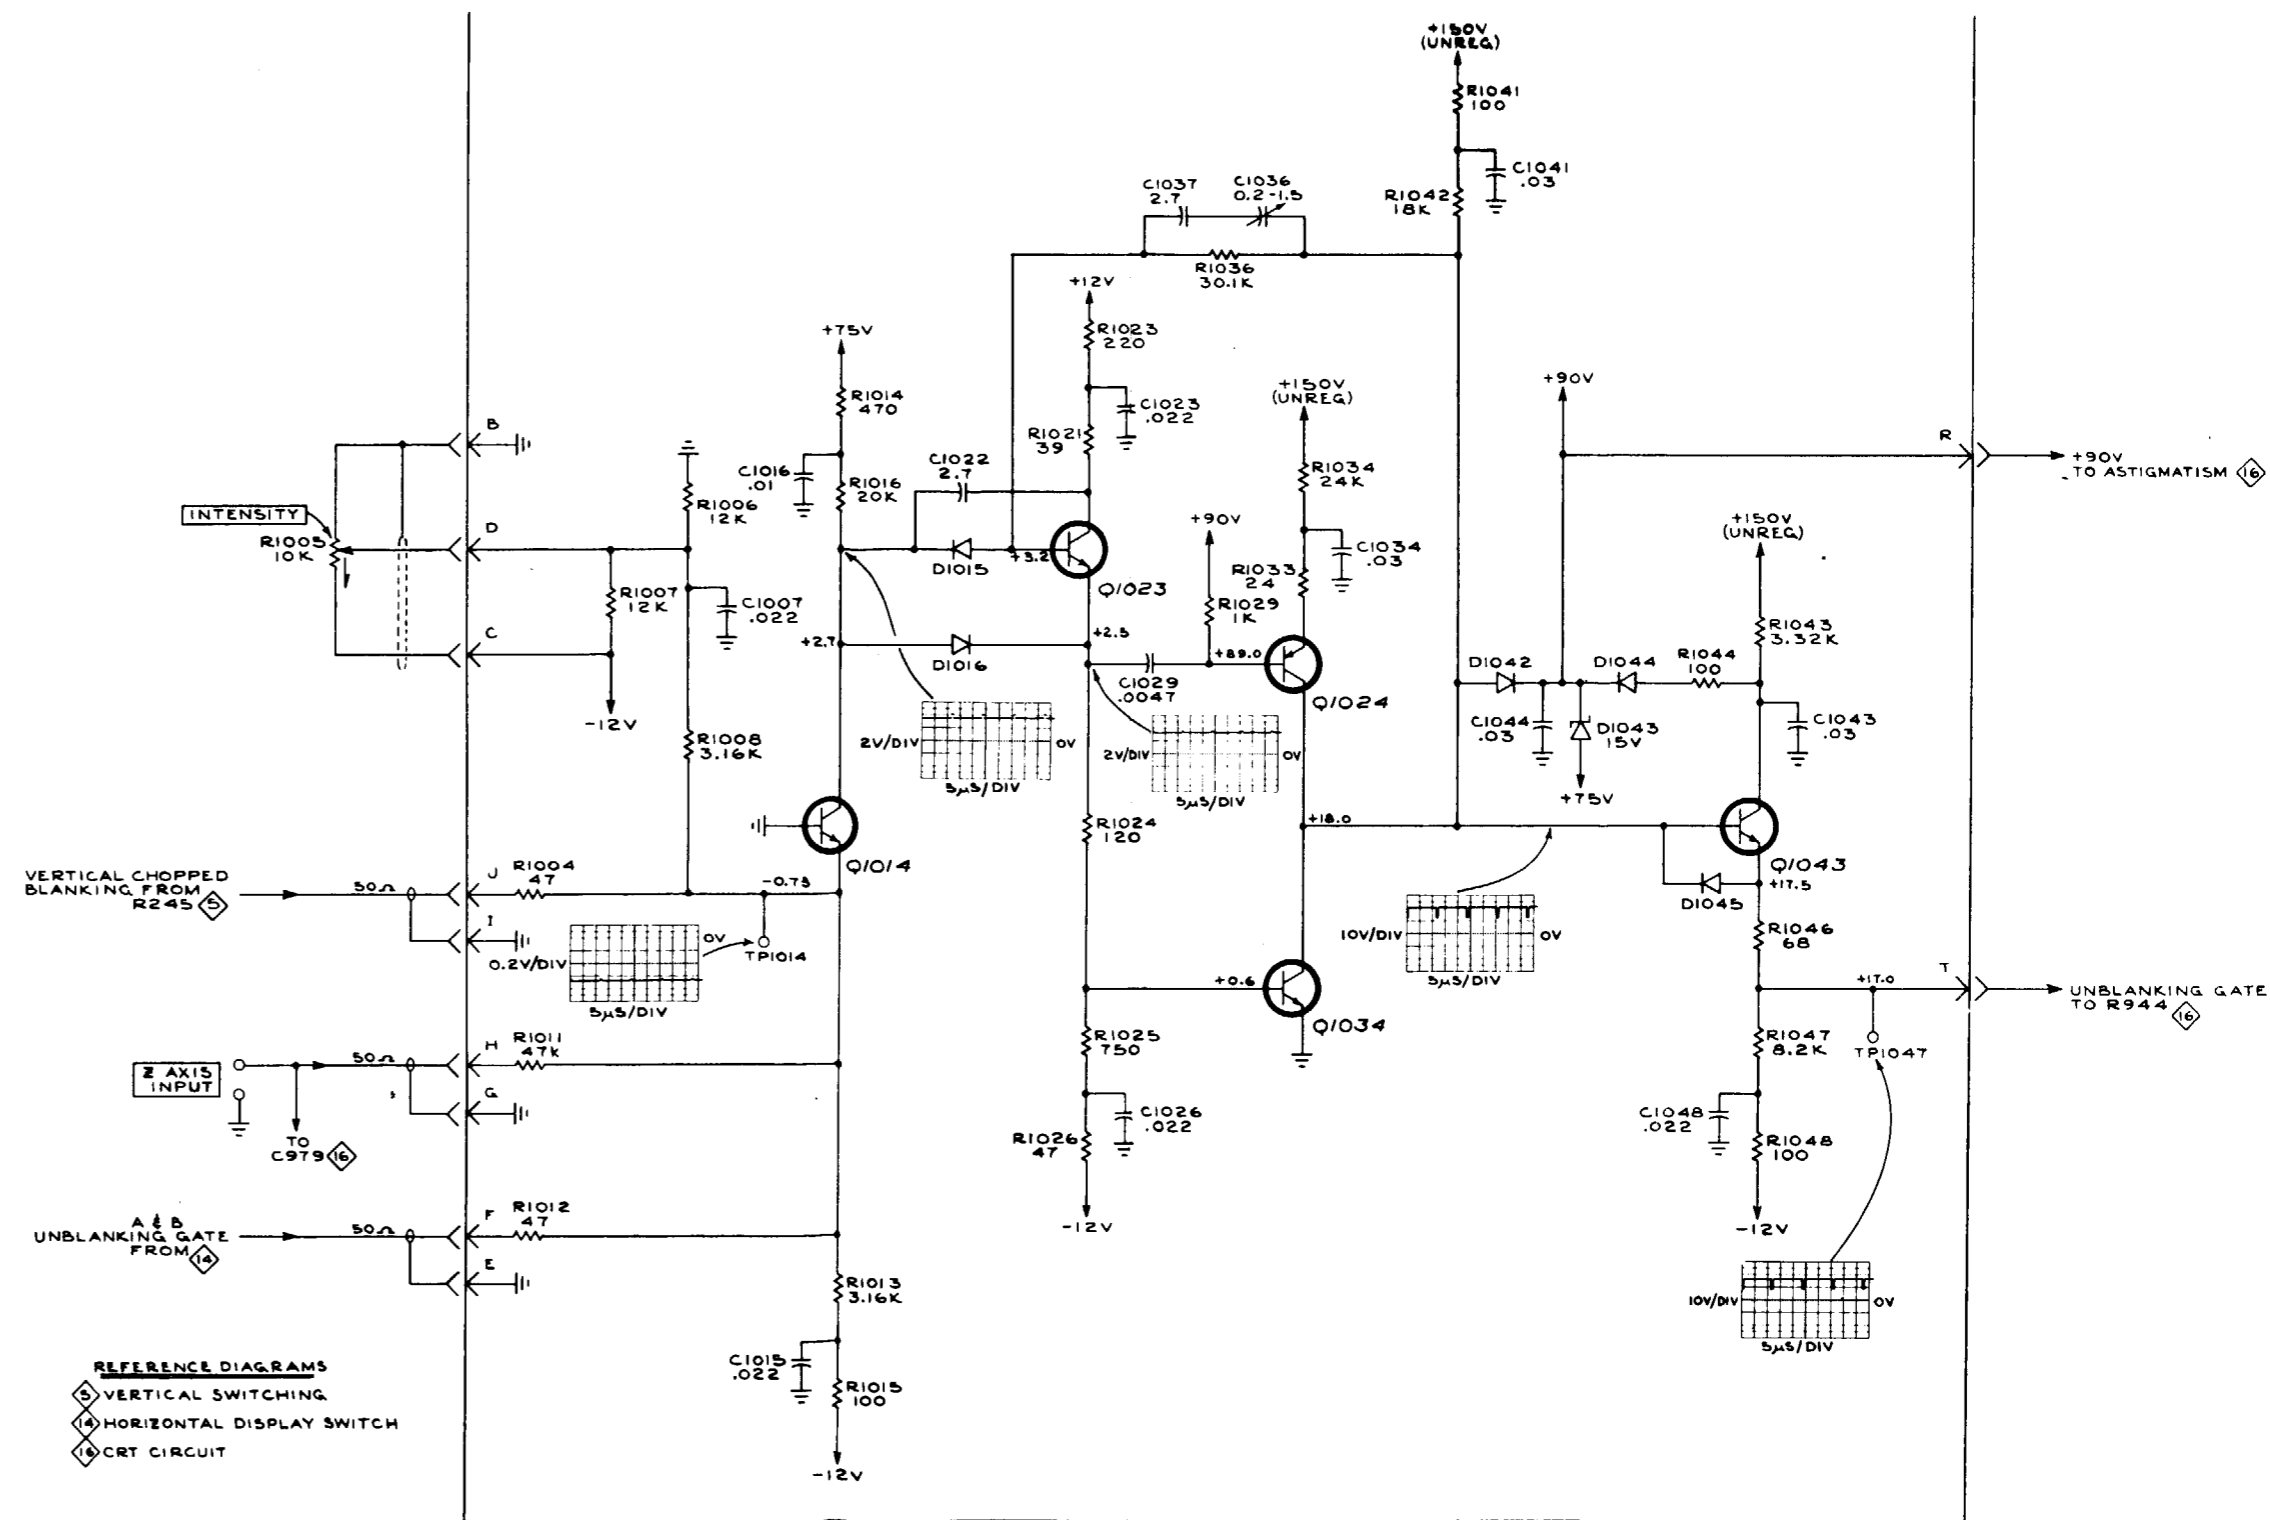 +150V
(UNREG)
R1041
100
C1041
.03
R1042
18K
C1037
2.7
C1036
0.2-1.5
R1036
30.1K
+12V
R1023
220
C1023
.022
R1021
39
C1022
2.7
+75V
R1014
470
C1016
.01
R1016
20K
+150V
(UNREG)
R1034
24K
C1034
.03
R1033
24
+90V
R1029
1K
+90V
R
+90V
TO ASTIGMATISM 16
+150V
(UNREG)
R1043
3.32K
B
INTENSITY
R1005
10K
D
R1006
12K
R1007
12K
C1007
.022
C
-12V
R1008
3.16K
D1015
+3.2
Q1023
+2.7
D1016
+2.5
C1029
.0047
+89.0
Q1024
2V/DIV
0V
5µS/DIV
2V/DIV
0V
5µS/DIV
D1042
D1044
R1044
100
C1044
.03
D1043
15V
+75V
C1043
.03
Q1014
R1024
120
+18.0
Q1043
+17.5
D1045
VERTICAL CHOPPED
BLANKING FROM
R245 5
50Ω
J
R1004
47
-0.73
I
0V
0.2V/DIV
TP1014
5µS/DIV
10V/DIV
0V
5µS/DIV
R1046
68
+0.6
Q1034
+17.0
T
UNBLANKING GATE
TO R944 16
Z AXIS
INPUT
50Ω
H
R1011
47K
G
TO
C979 16
R1025
750
C1026
.022
R1026
47
-12V
R1047
8.2K
TP1047
C1048
.022
R1048
100
-12V
A & B
UNBLANKING GATE
FROM 14
50Ω
F
R1012
47
E
R1013
3.16K
C1015
.022
R1015
100
-12V
10V/DIV
0V
5µS/DIV
REFERENCE DIAGRAMS
5 VERTICAL SWITCHING
14 HORIZONTAL DISPLAY SWITCH
16 CRT CIRCUIT